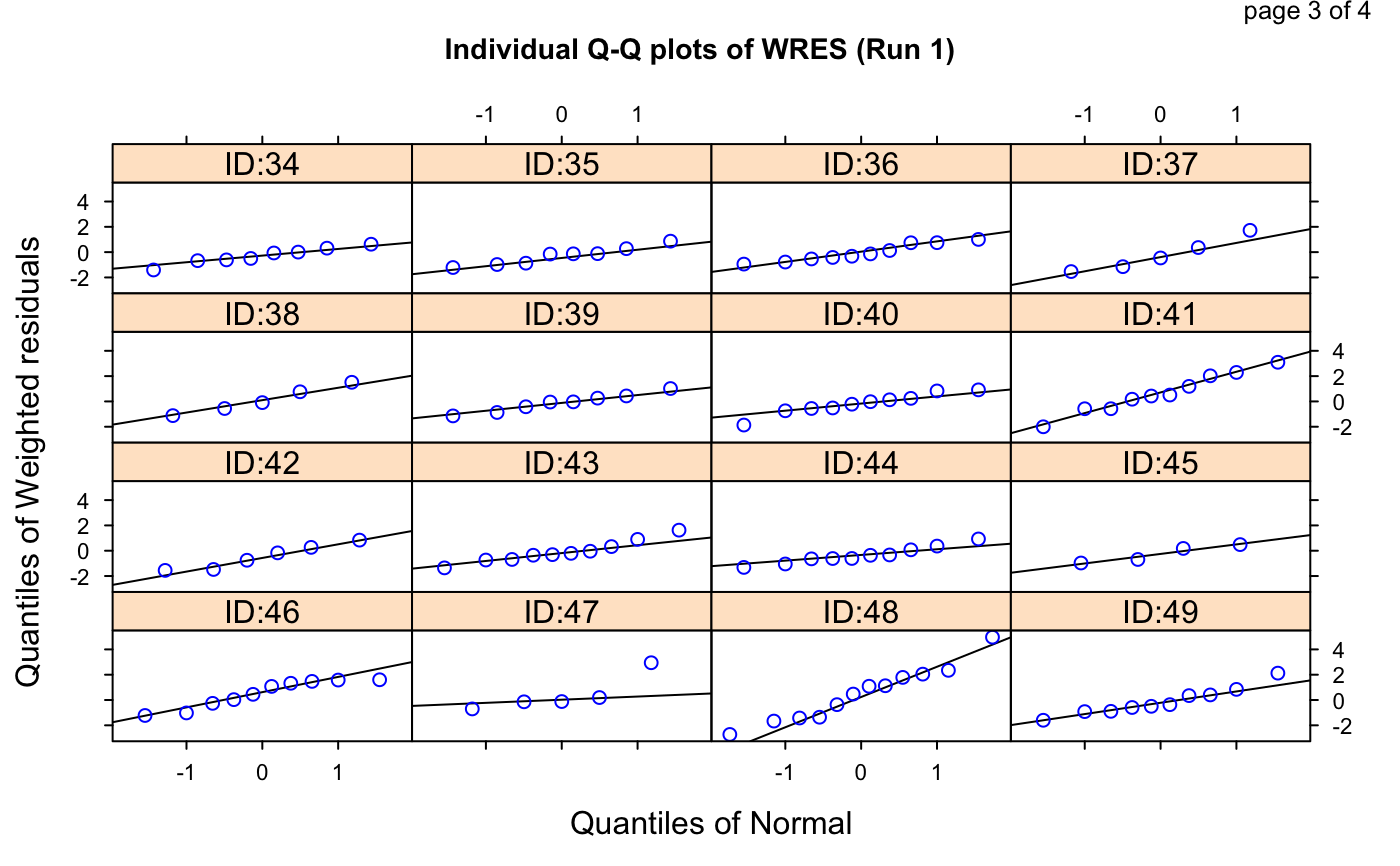 page 3 of 4
Individual Q-Q plots of WRES (Run 1)
-1 0 1 -1 0 1
ID:34 ID:35 ID:36 ID:37
4
2
0
-2
ID:38 ID:39 ID:40 ID:41
4
2
0
-2
ID:42 ID:43 ID:44 ID:45
4
2
0
-2
ID:46 ID:47 ID:48 ID:49
4
2
0
-2
-1 0 1 -1 0 1
Quantiles of Normal
Quantiles of Weighted residuals